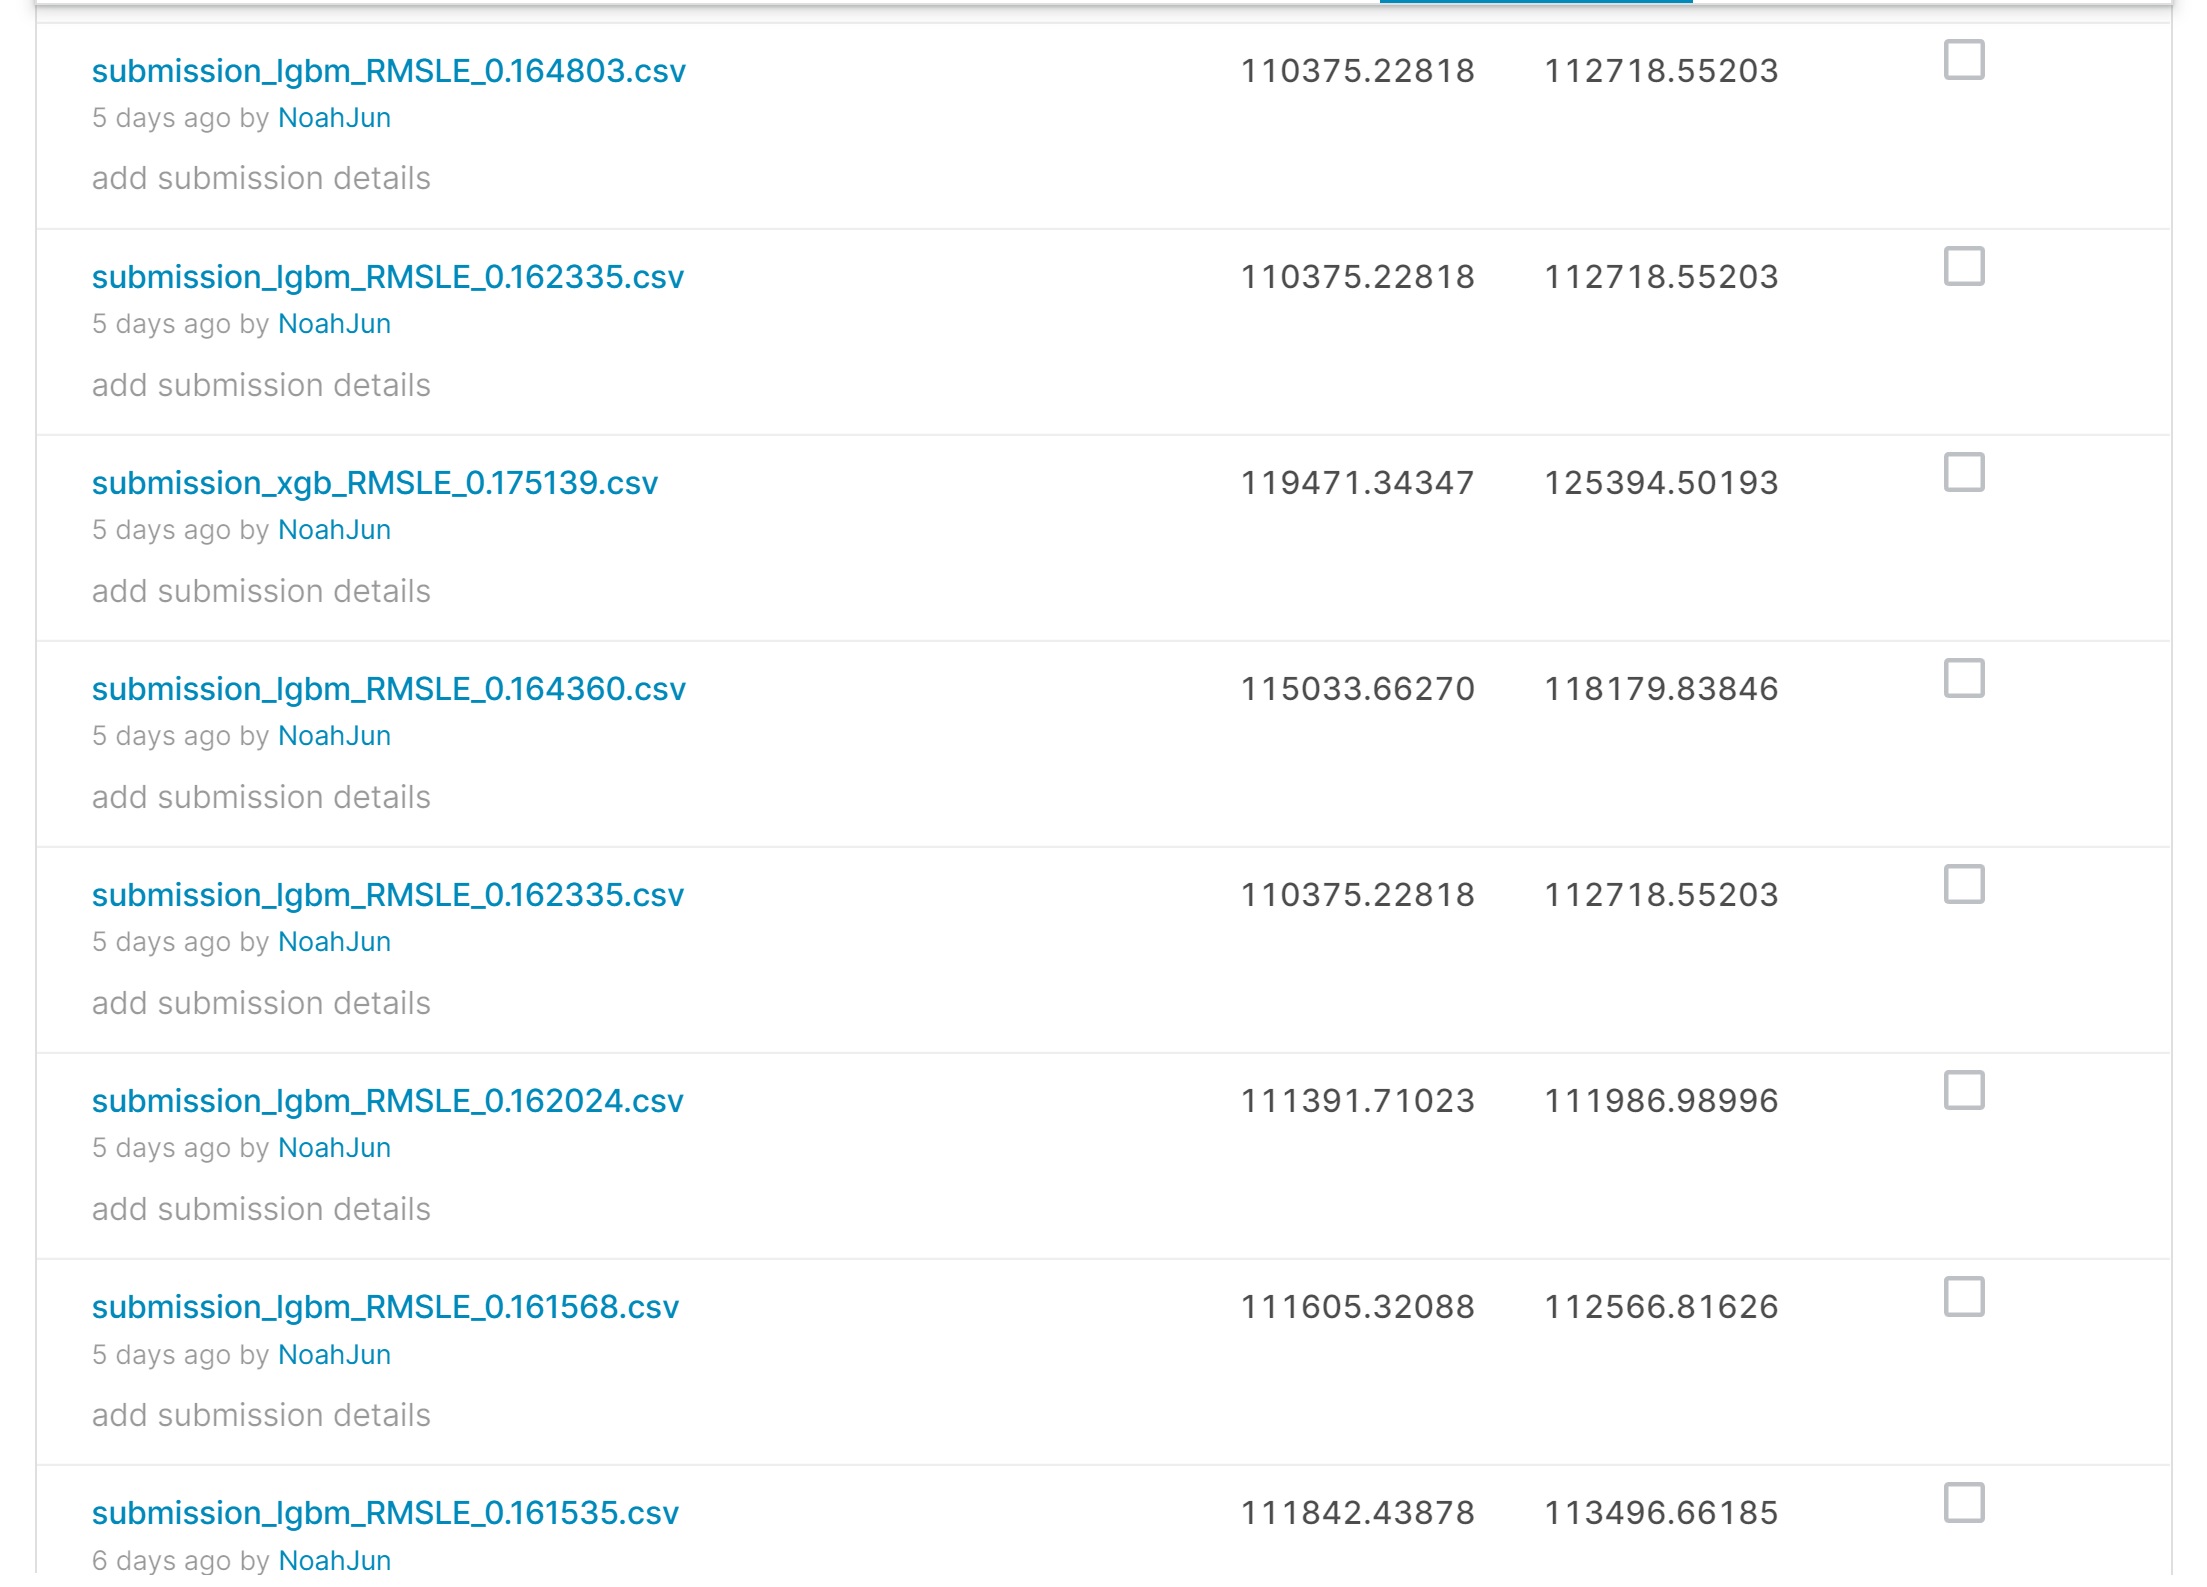 submission_lgbm_RMSLE_0.164803.csv 110375.22818 112718.55203
5 days ago by NoahJun
add submission details
submission_lgbm_RMSLE_0.162335.csv 110375.22818 112718.55203
5 days ago by NoahJun
add submission details
submission_xgb_RMSLE_0.175139.csv 119471.34347 125394.50193
5 days ago by NoahJun
add submission details
submission_lgbm_RMSLE_0.164360.csv 115033.66270 118179.83846
5 days ago by NoahJun
add submission details
submission_lgbm_RMSLE_0.162335.csv 110375.22818 112718.55203
5 days ago by NoahJun
add submission details
submission_lgbm_RMSLE_0.162024.csv 111391.71023 111986.98996
5 days ago by NoahJun
add submission details
submission_lgbm_RMSLE_0.161568.csv 111605.32088 112566.81626
5 days ago by NoahJun
add submission details
submission_lgbm_RMSLE_0.161535.csv 111842.43878 113496.66185
6 days ago by NoahJun